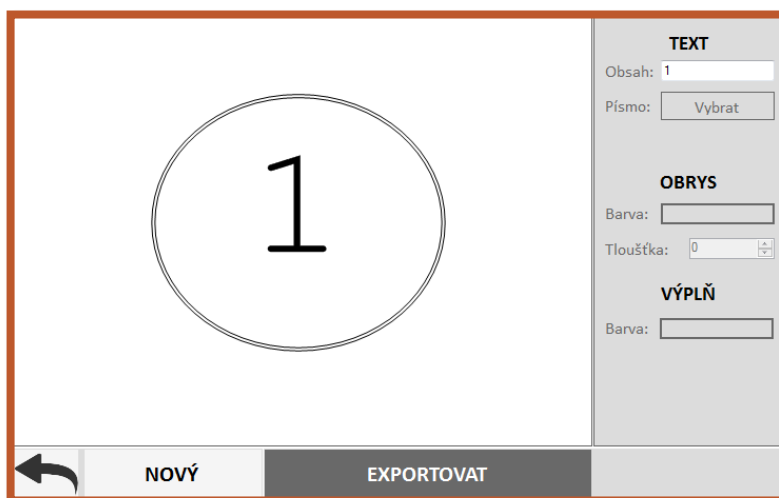 1
TEXT
Obsah: 1
Písmo: Vybrat
OBRYS
Barva:
Tloušťka: 0
VÝPLŇ
Barva:
NOVÝ
EXPORTOVAT